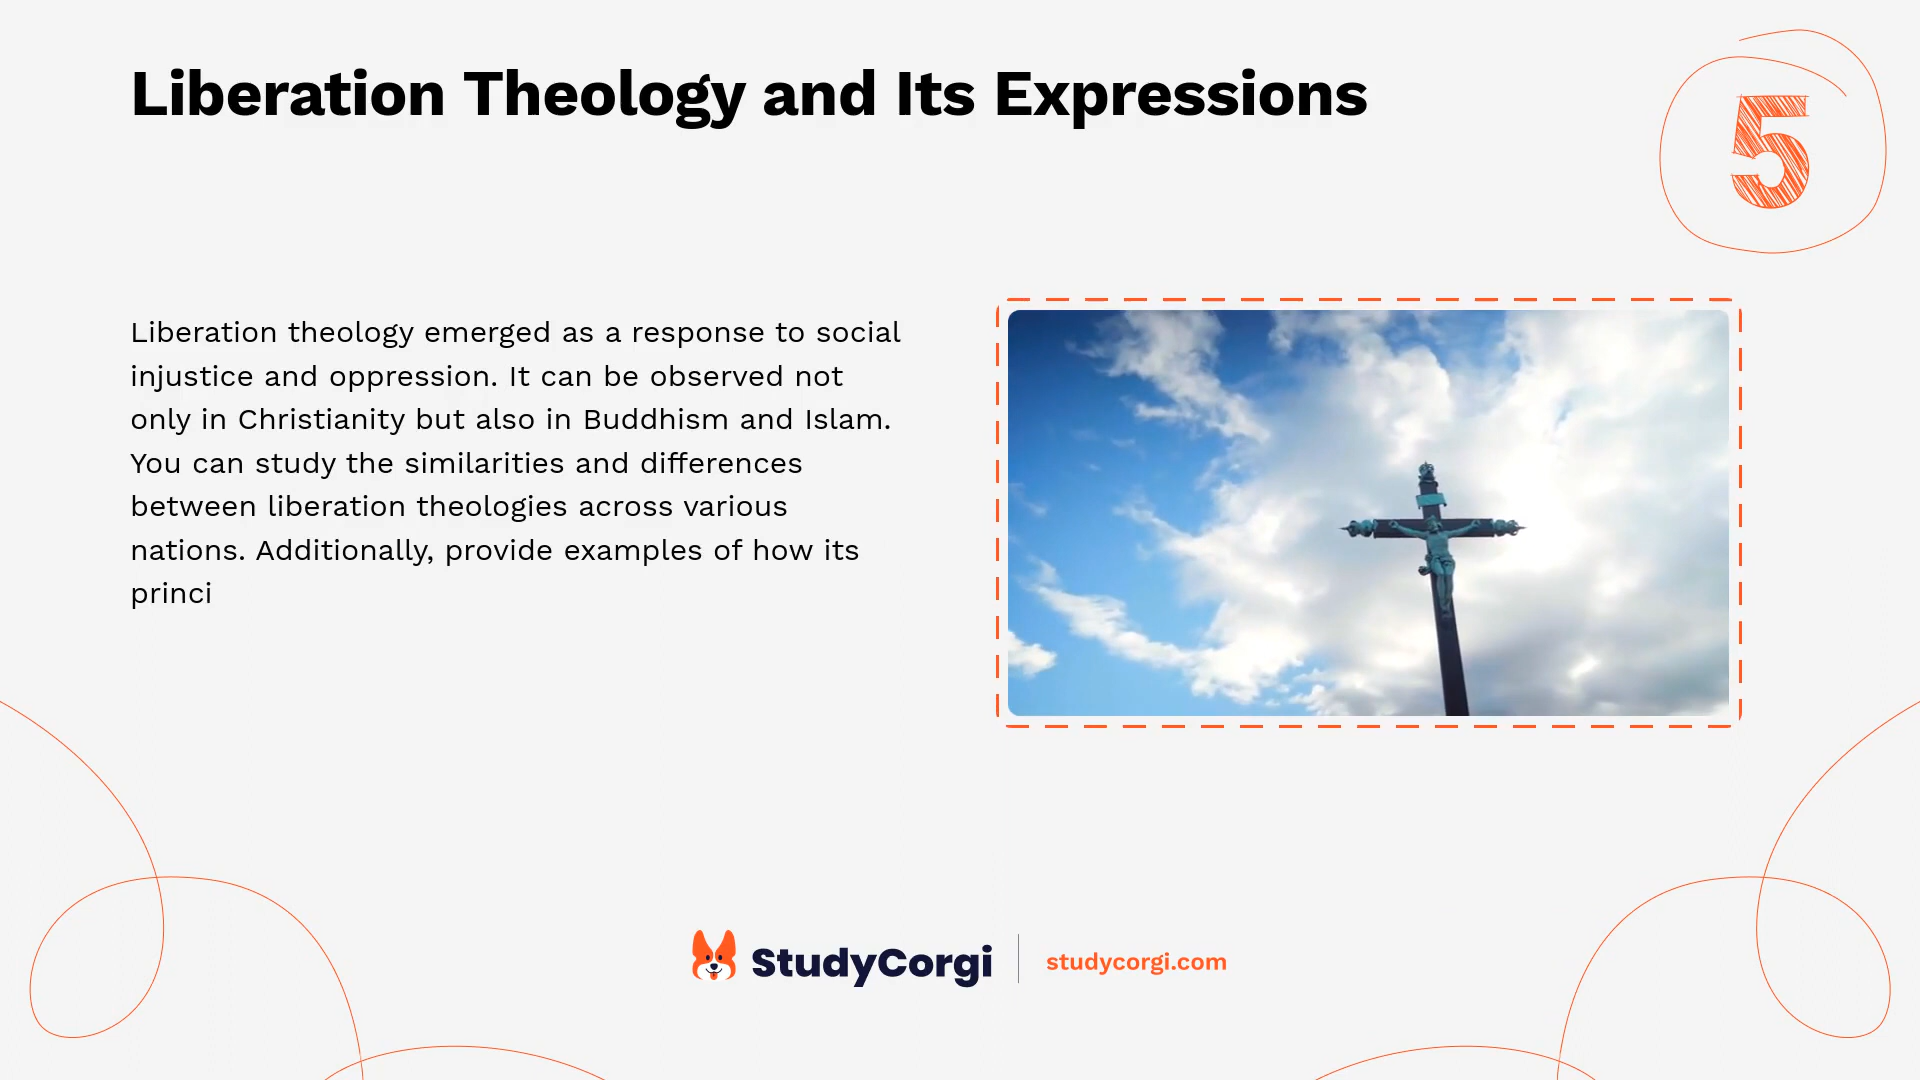 Liberation Theology and Its Expressions
5
Liberation theology emerged as a response to social
injustice and oppression. It can be observed not
only in Christianity but also in Buddhism and Islam.
You can study the similarities and differences
between liberation theologies across various
nations. Additionally, provide examples of how its
princi
StudyCorgi
studycorgi.com